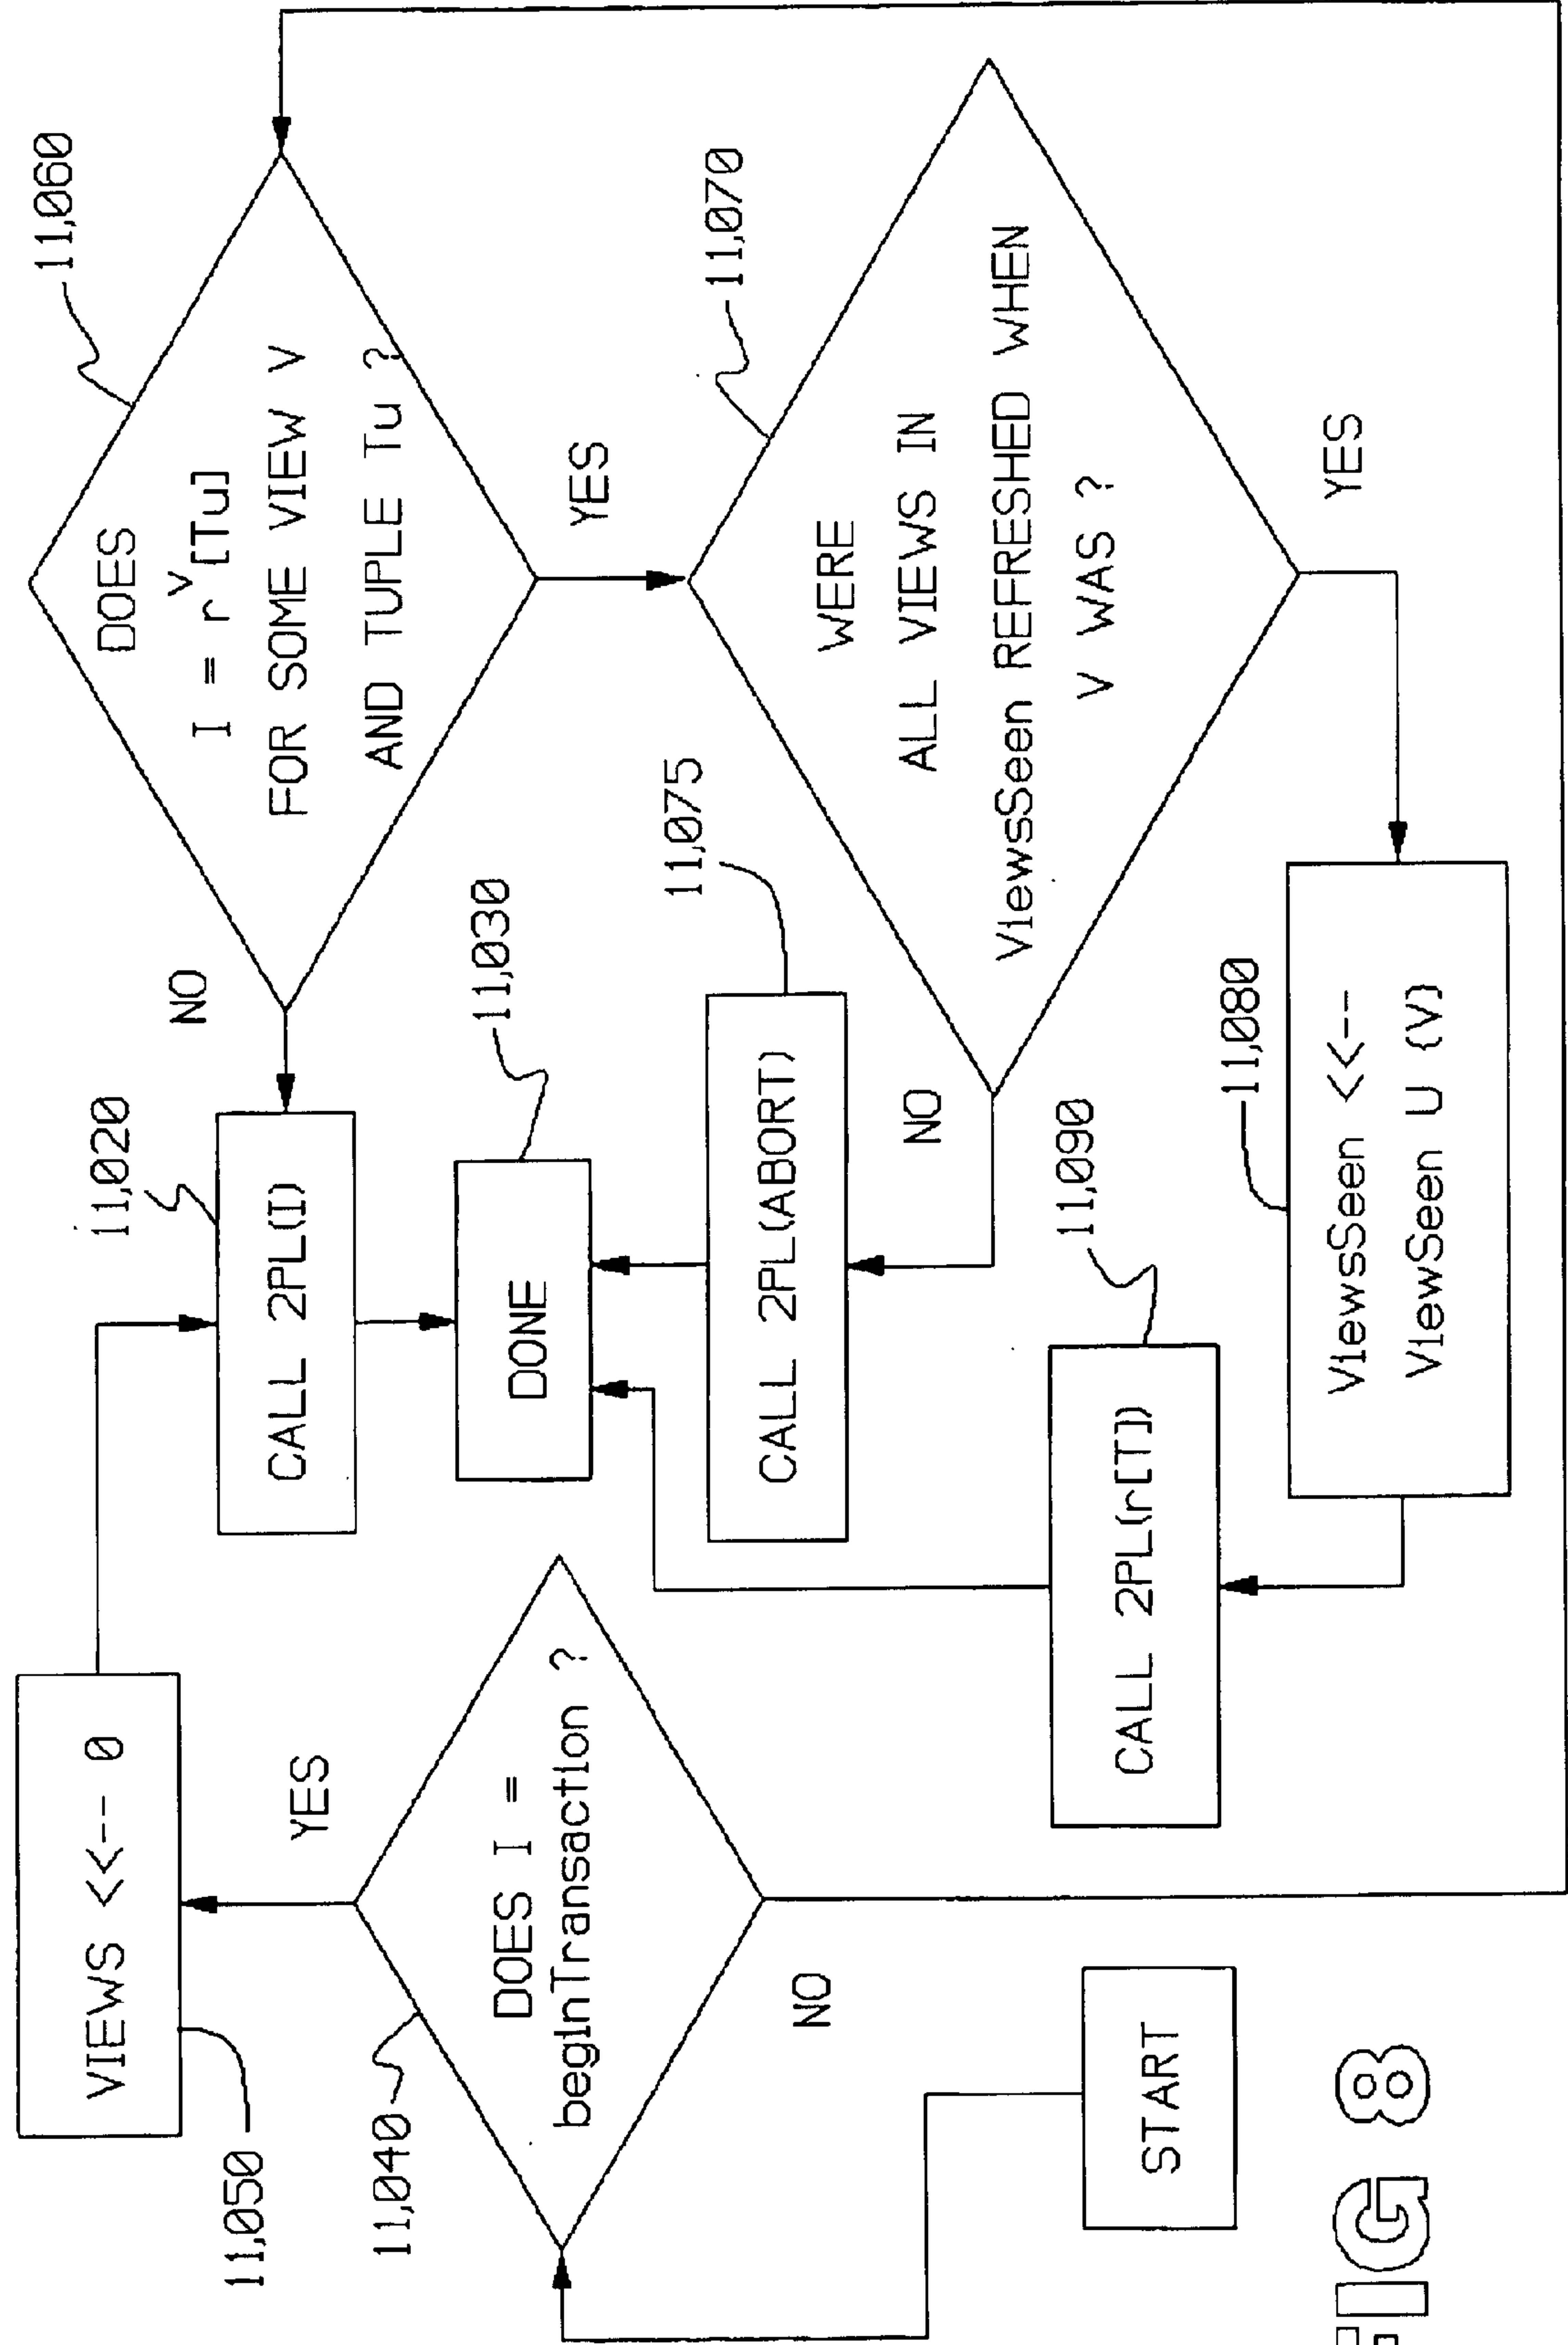 VIEWS <<-- 0
11,050
YES
11,040
DOES I =
beginTransaction ?
NO
START
11,020
CALL 2PL(I)
NO
11,060
DOES
I = r^V[Tu]
FOR SOME VIEW V
AND TUPLE Tu ?
YES
11,030
DONE
11,075
CALL 2PL(ABORT)
NO
11,070
WERE
ALL VIEWS IN
ViewsSeen REFRESHED WHEN
V WAS ?
YES
11,090
CALL 2PL(r[T])
11,080
ViewsSeen <<--
ViewSeen U {V}
FIG 8